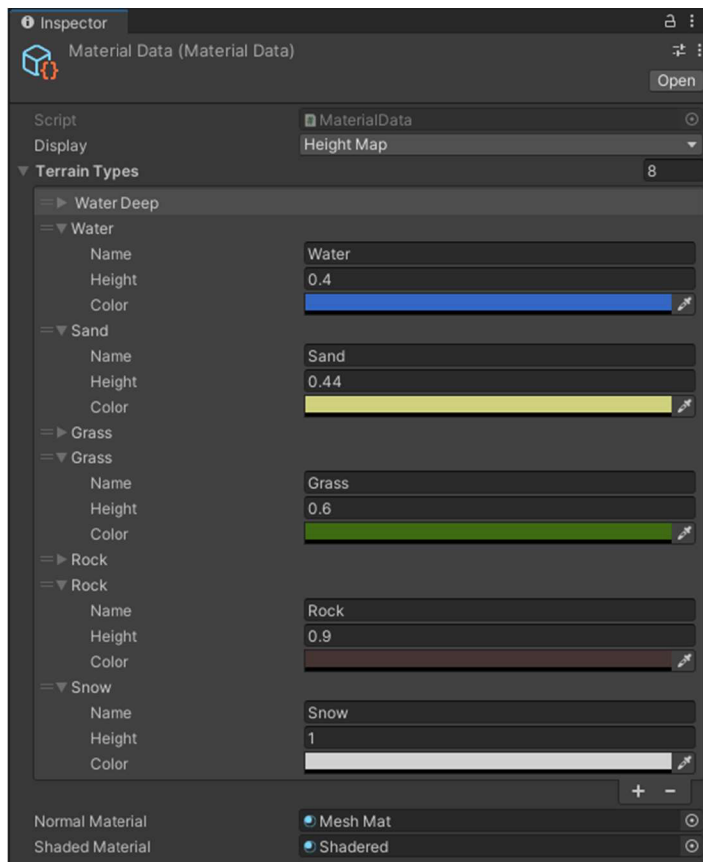 Inspector
Material Data (Material Data)
Open
Script MaterialData
Display Height Map
Terrain Types 8
Water Deep
Water
Name Water
Height 0.4
Color
Sand
Name Sand
Height 0.44
Color
Grass
Grass
Name Grass
Height 0.6
Color
Rock
Rock
Name Rock
Height 0.9
Color
Snow
Name Snow
Height 1
Color
+ -
Normal Material Mesh Mat
Shaded Material Shadered